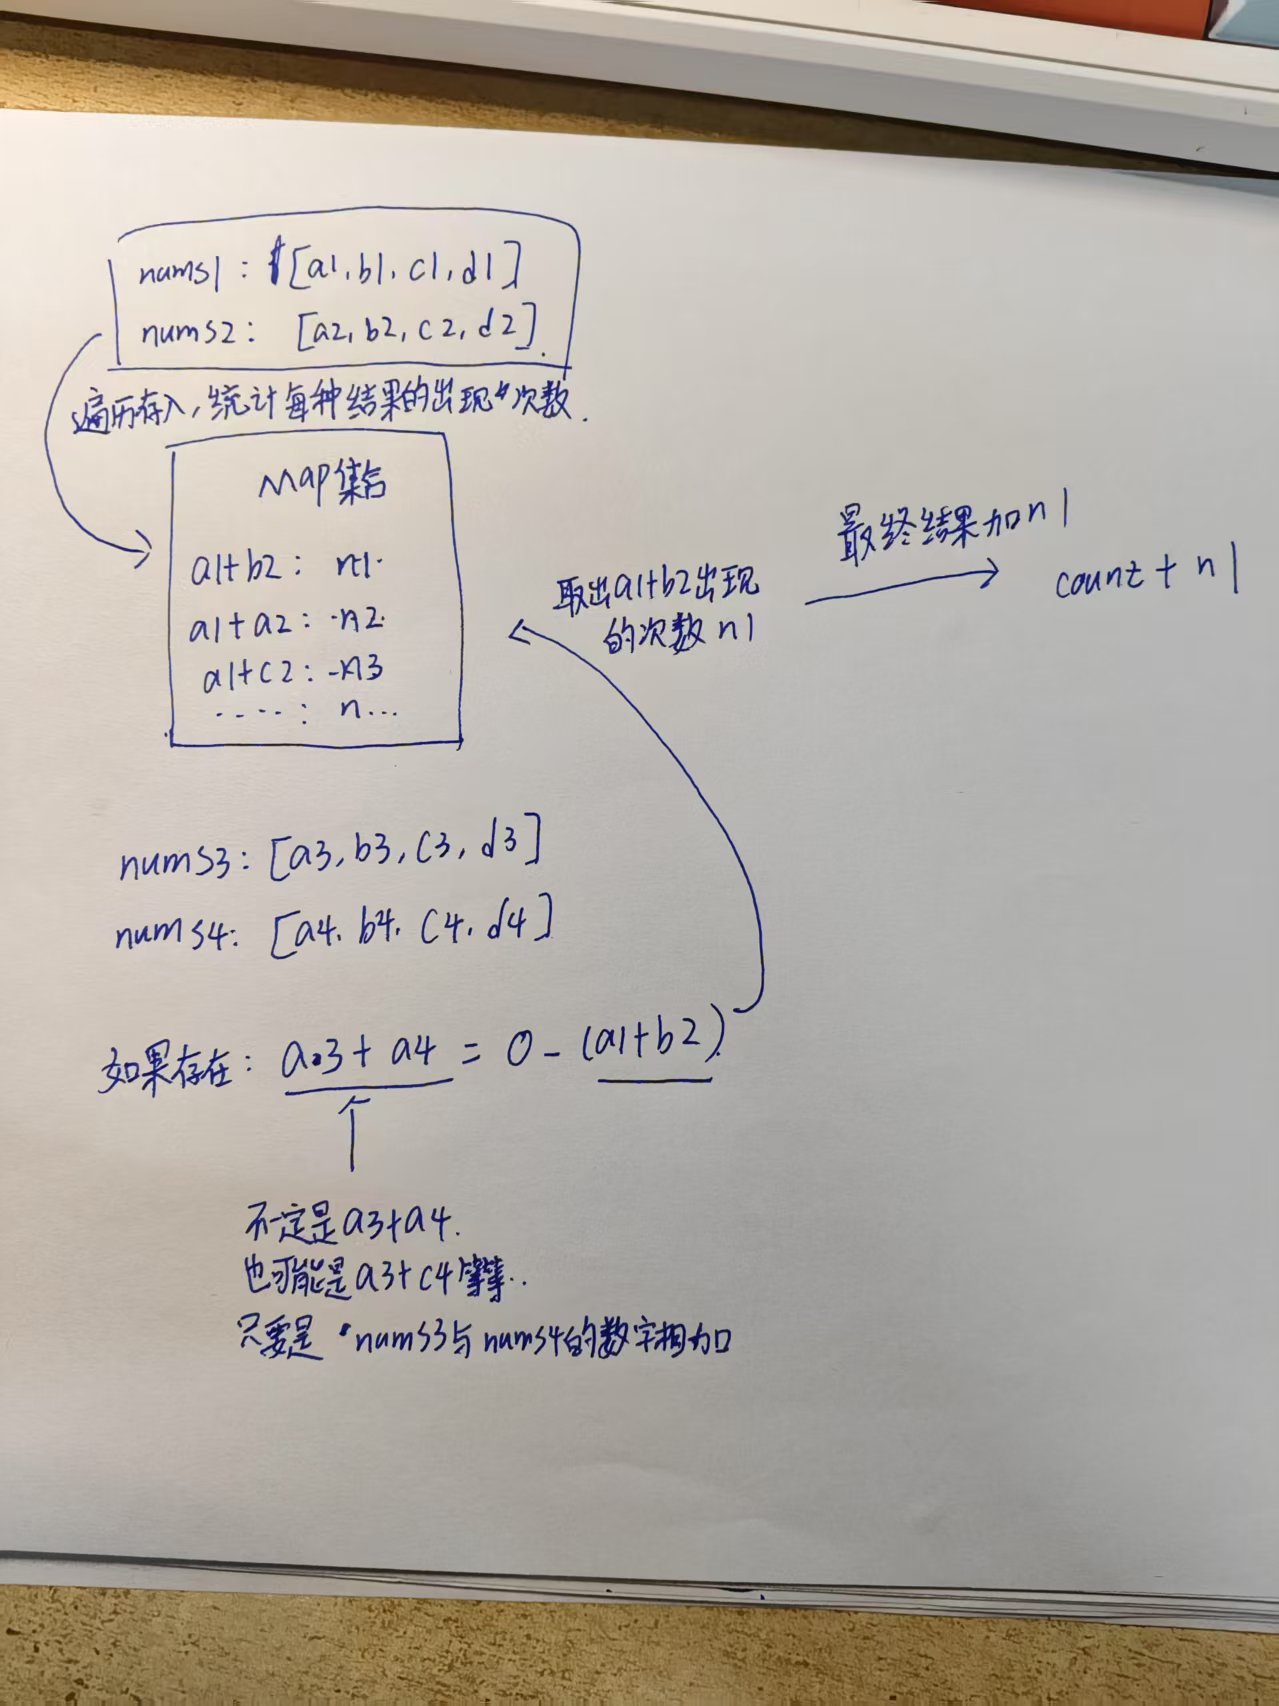 nums1: [a1, b1, c1, d1]
nums2: [a2, b2, c2, d2].
遍历存入,统计每种结果的出现次数.
Map集合
a1+b2: n1.
a1+a2: n2.
a1+c2: n3
....: n...
取出a1+b2出现
的次数n1
最终结果加n1
count + n1
nums3: [a3, b3, c3, d3]
nums4: [a4, b4, c4, d4]
如果存在: a3+a4 = 0-(a1+b2)
不一定是a3+a4.
也可能是a3+c4等等..
只要是nums3与nums4的数字相加